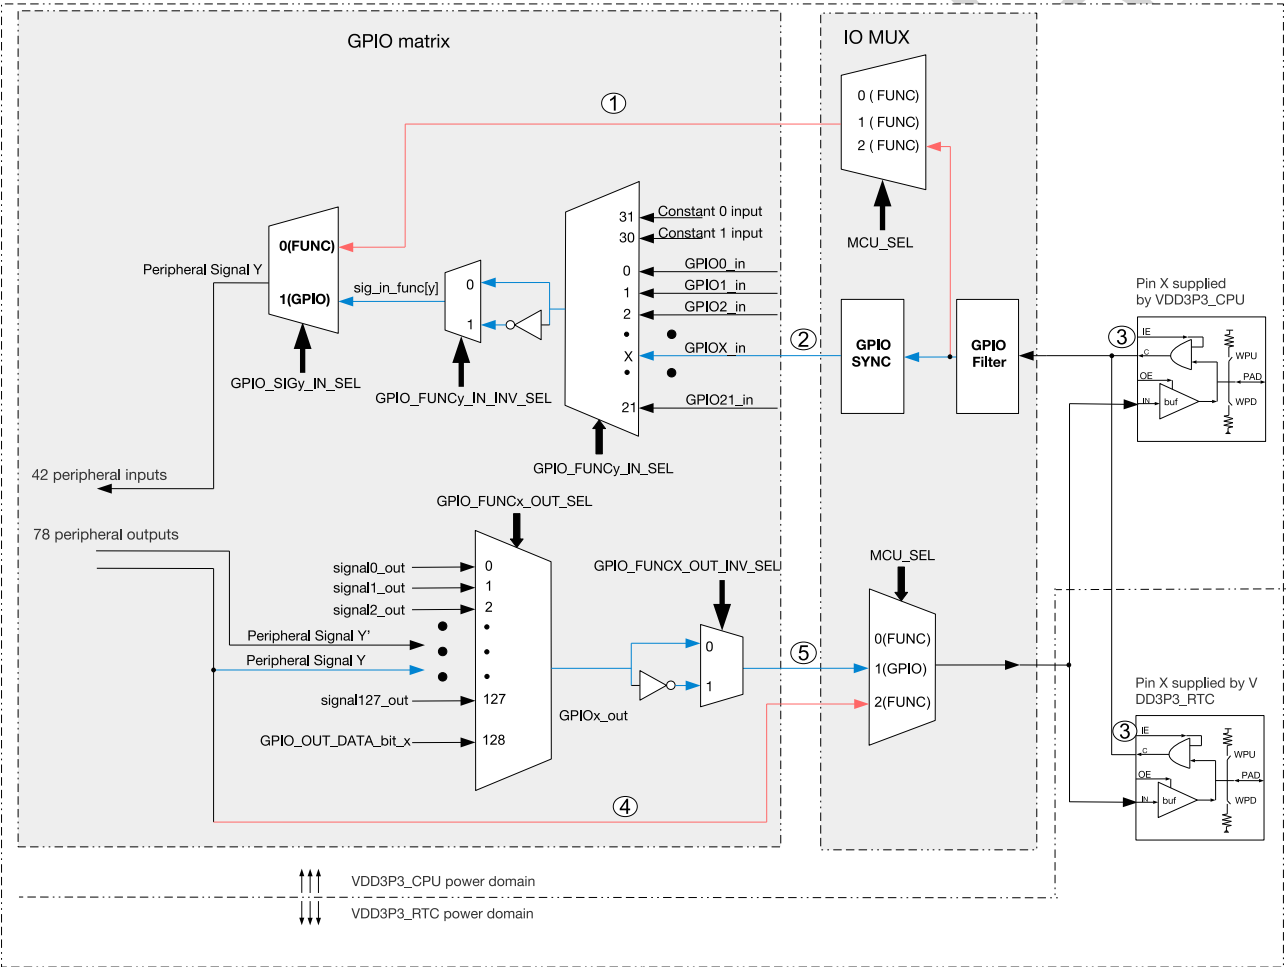 GPIO matrix
IO MUX
①
0 ( FUNC)
1 ( FUNC)
2 ( FUNC)
MCU_SEL
31
Constant 0 input
30
Constant 1 input
0
GPIO0_in
1
GPIO1_in
2
GPIO2_in
X
GPIOX_in
21
GPIO21_in
GPIO_FUNCy_IN_SEL
0(FUNC)
1(GPIO)
Peripheral Signal Y
GPIO_SIGy_IN_SEL
sig_in_func[y]
0
1
GPIO_FUNCy_IN_INV_SEL
②
GPIO
SYNC
GPIO
Filter
Pin X supplied
by VDD3P3_CPU
③
IE
C
OE
IN
buf
WPU
PAD
WPD
42 peripheral inputs
78 peripheral outputs
GPIO_FUNCx_OUT_SEL
signal0_out
0
signal1_out
1
signal2_out
2
Peripheral Signal Y'
Peripheral Signal Y
signal127_out
127
GPIO_OUT_DATA_bit_x
128
GPIOx_out
GPIO_FUNCX_OUT_INV_SEL
0
1
⑤
MCU_SEL
0(FUNC)
1(GPIO)
2(FUNC)
④
Pin X supplied by V
DD3P3_RTC
③
IE
C
OE
IN
buf
WPU
PAD
WPD
VDD3P3_CPU power domain
VDD3P3_RTC power domain